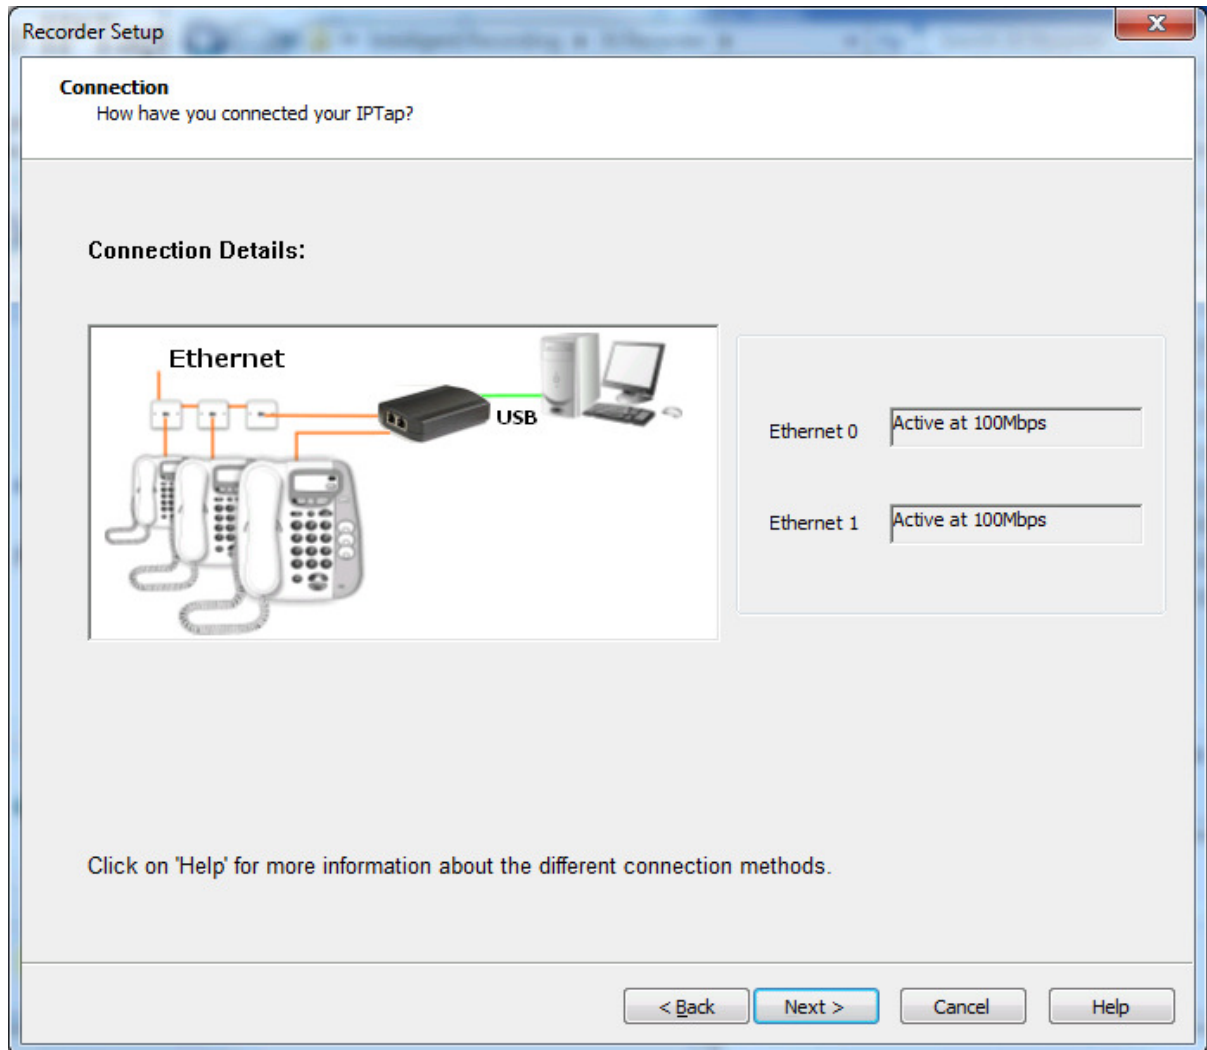 Recorder Setup
Connection
How have you connected your IPTap?
Connection Details:
Ethernet
USB
Ethernet 0
Active at 100Mbps
Ethernet 1
Active at 100Mbps
Click on 'Help' for more information about the different connection methods.
< Back
Next >
Cancel
Help